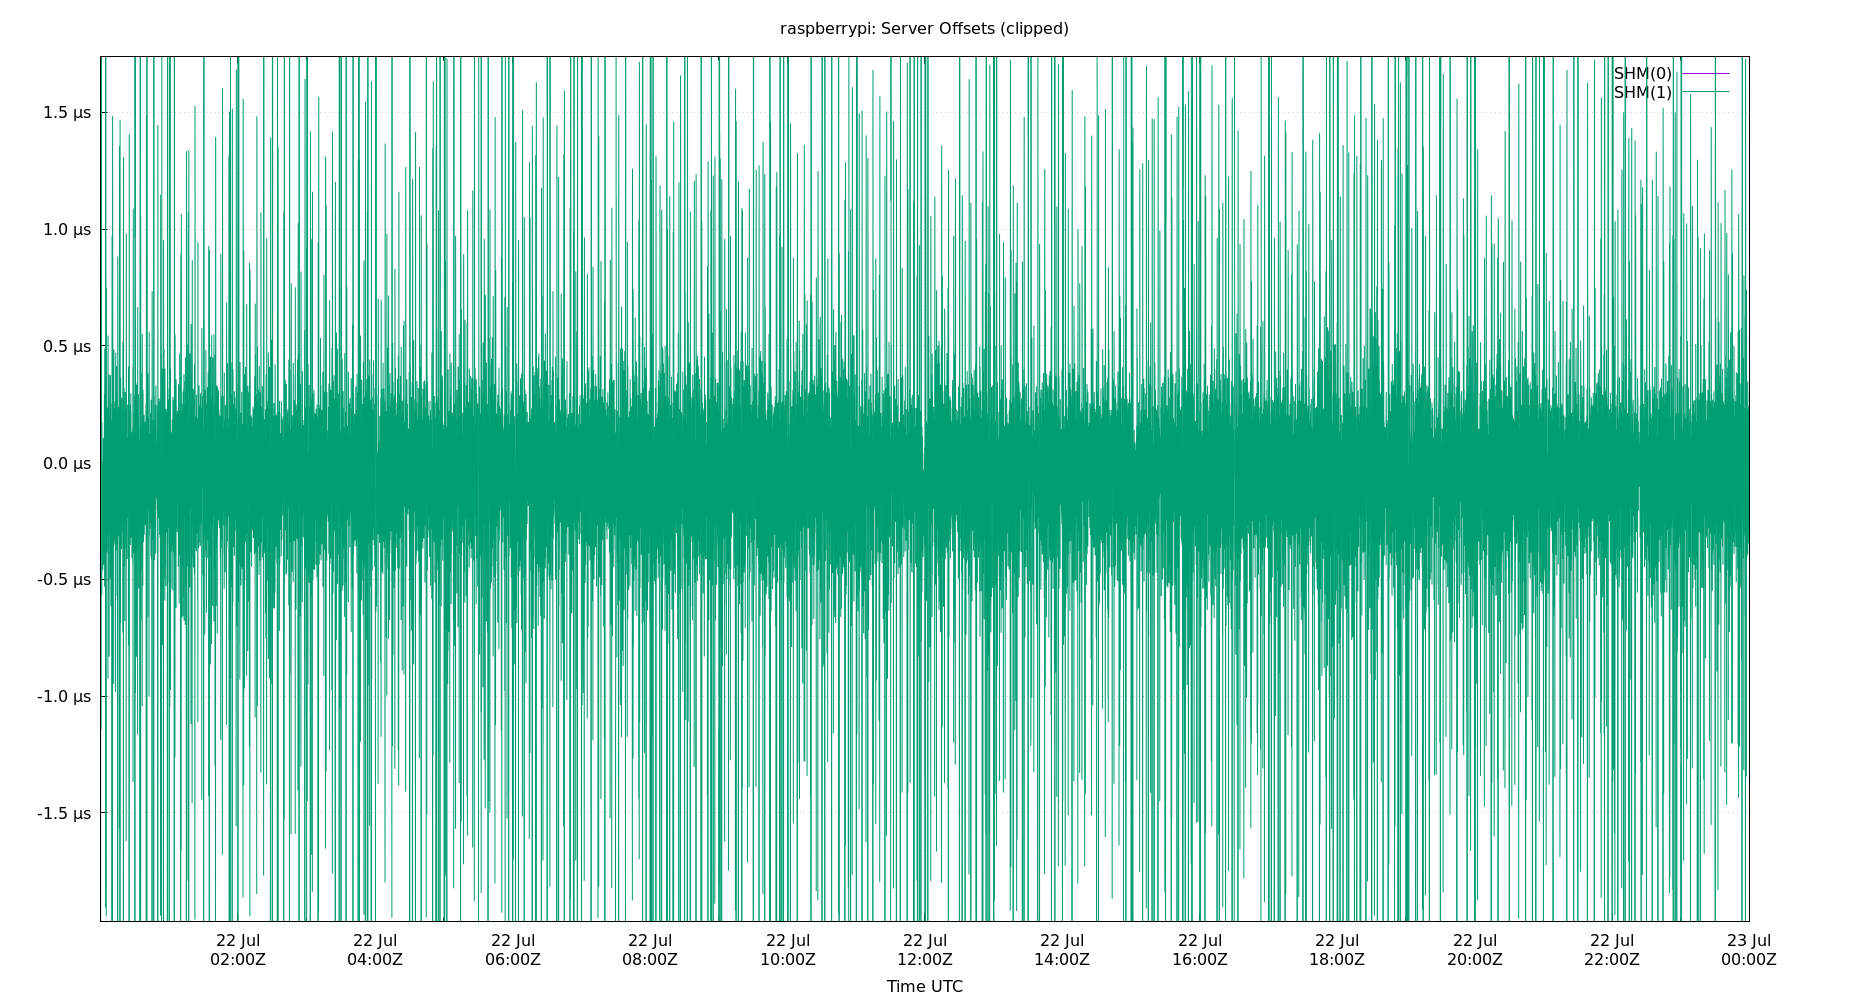 raspberrypi: Server Offsets (clipped)
SHM(0)
SHM(1)
1.5 µs
1.0 µs
0.5 µs
0.0 µs
-0.5 µs
-1.0 µs
-1.5 µs
22 Jul 22 Jul 22 Jul 22 Jul 22 Jul 22 Jul 22 Jul 22 Jul 22 Jul 22 Jul 22 Jul 23 Jul
02:00Z 04:00Z 06:00Z 08:00Z 10:00Z 12:00Z 14:00Z 16:00Z 18:00Z 20:00Z 22:00Z 00:00Z
Time UTC